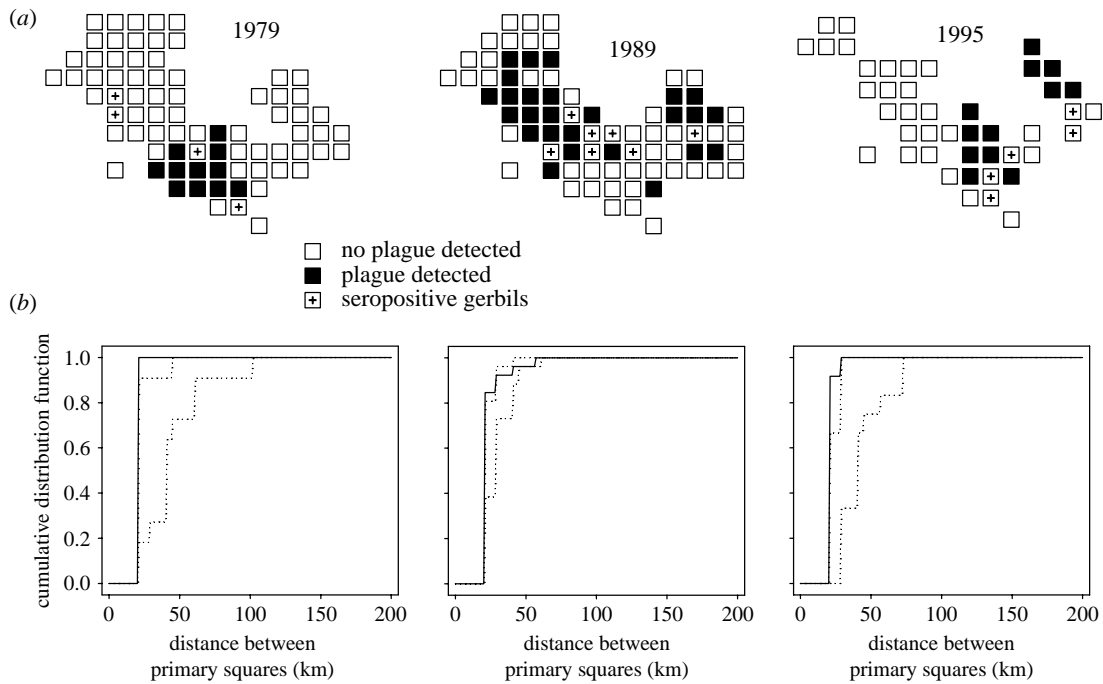 (a)
1979
1989
1995
no plague detected
plague detected
seropositive gerbils
(b)
cumulative distribution function
1.0
0.8
0.6
0.4
0.2
0.0
0 50 100 150 200
distance between
primary squares (km)
0 50 100 150 200
distance between
primary squares (km)
0 50 100 150 200
distance between
primary squares (km)